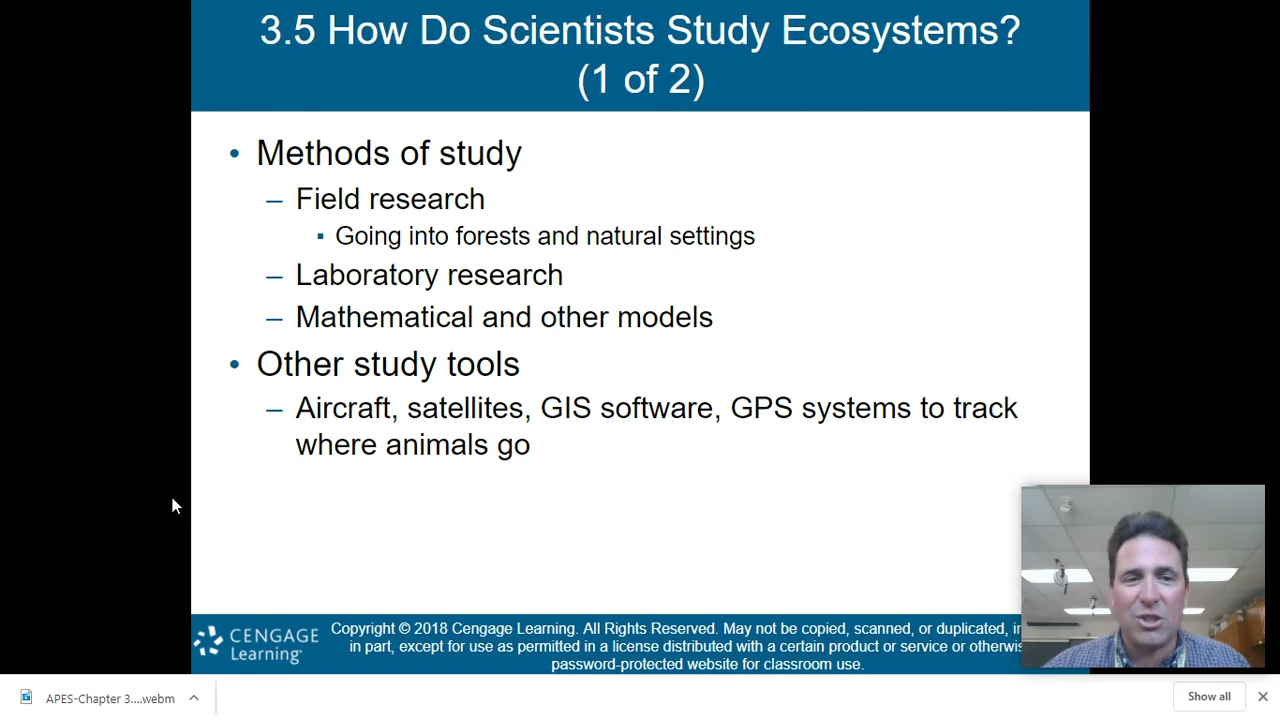 3.5 How Do Scientists Study Ecosystems?
(1 of 2)
• Methods of study
– Field research
▪ Going into forests and natural settings
– Laboratory research
– Mathematical and other models
• Other study tools
– Aircraft, satellites, GIS software, GPS systems to track
where animals go
CENGAGE
Learning
Copyright © 2018 Cengage Learning. All Rights Reserved. May not be copied, scanned, or duplicated,
in part, except for use as permitted in a license distributed with a certain product or service or
password-protected website for classroom use.
APES-Chapter 3....webm
Show all